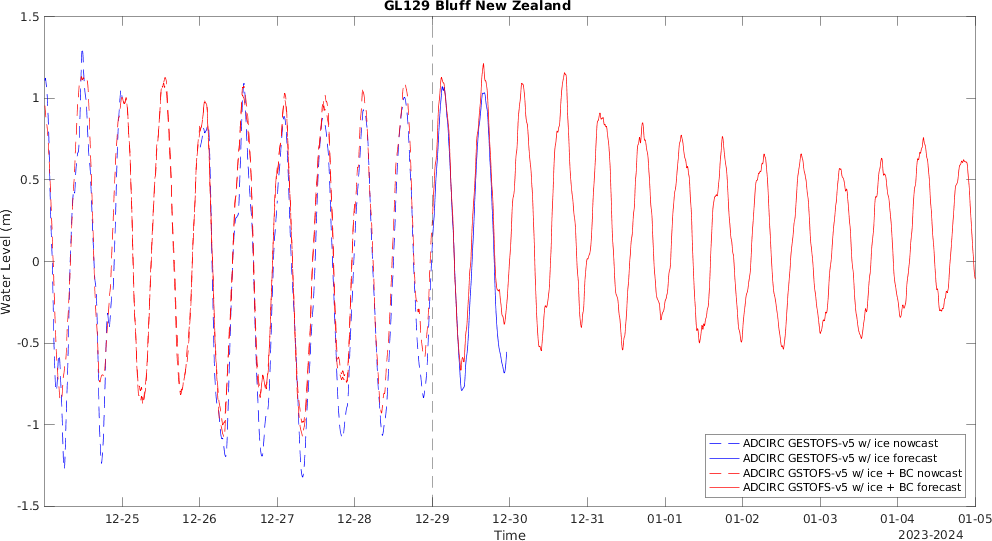 GL129 Bluff New Zealand
1.5
1
0.5
0
-0.5
-1
-1.5
Water Level (m)
ADCIRC GESTOFS-v5 w/ ice nowcast
ADCIRC GESTOFS-v5 w/ ice forecast
ADCIRC GSTOFS-v5 w/ ice + BC nowcast
ADCIRC GSTOFS-v5 w/ ice + BC forecast
12-25 12-26 12-27 12-28 12-29 12-30 12-31 01-01 01-02 01-03 01-04 01-05
Time
2023-2024